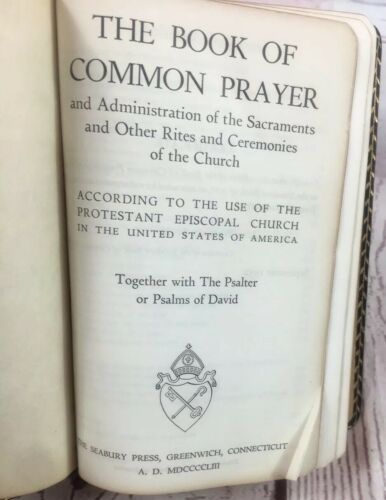 THE BOOK OF
COMMON PRAYER
and Administration of the Sacraments
and Other Rites and Ceremonies
of the Church
ACCORDING TO THE USE OF THE
PROTESTANT EPISCOPAL CHURCH
IN THE UNITED STATES OF AMERICA
Together with The Psalter
or Psalms of David
THE SEABURY PRESS, GREENWICH, CONNECTICUT
A. D. MDCCCCLIII